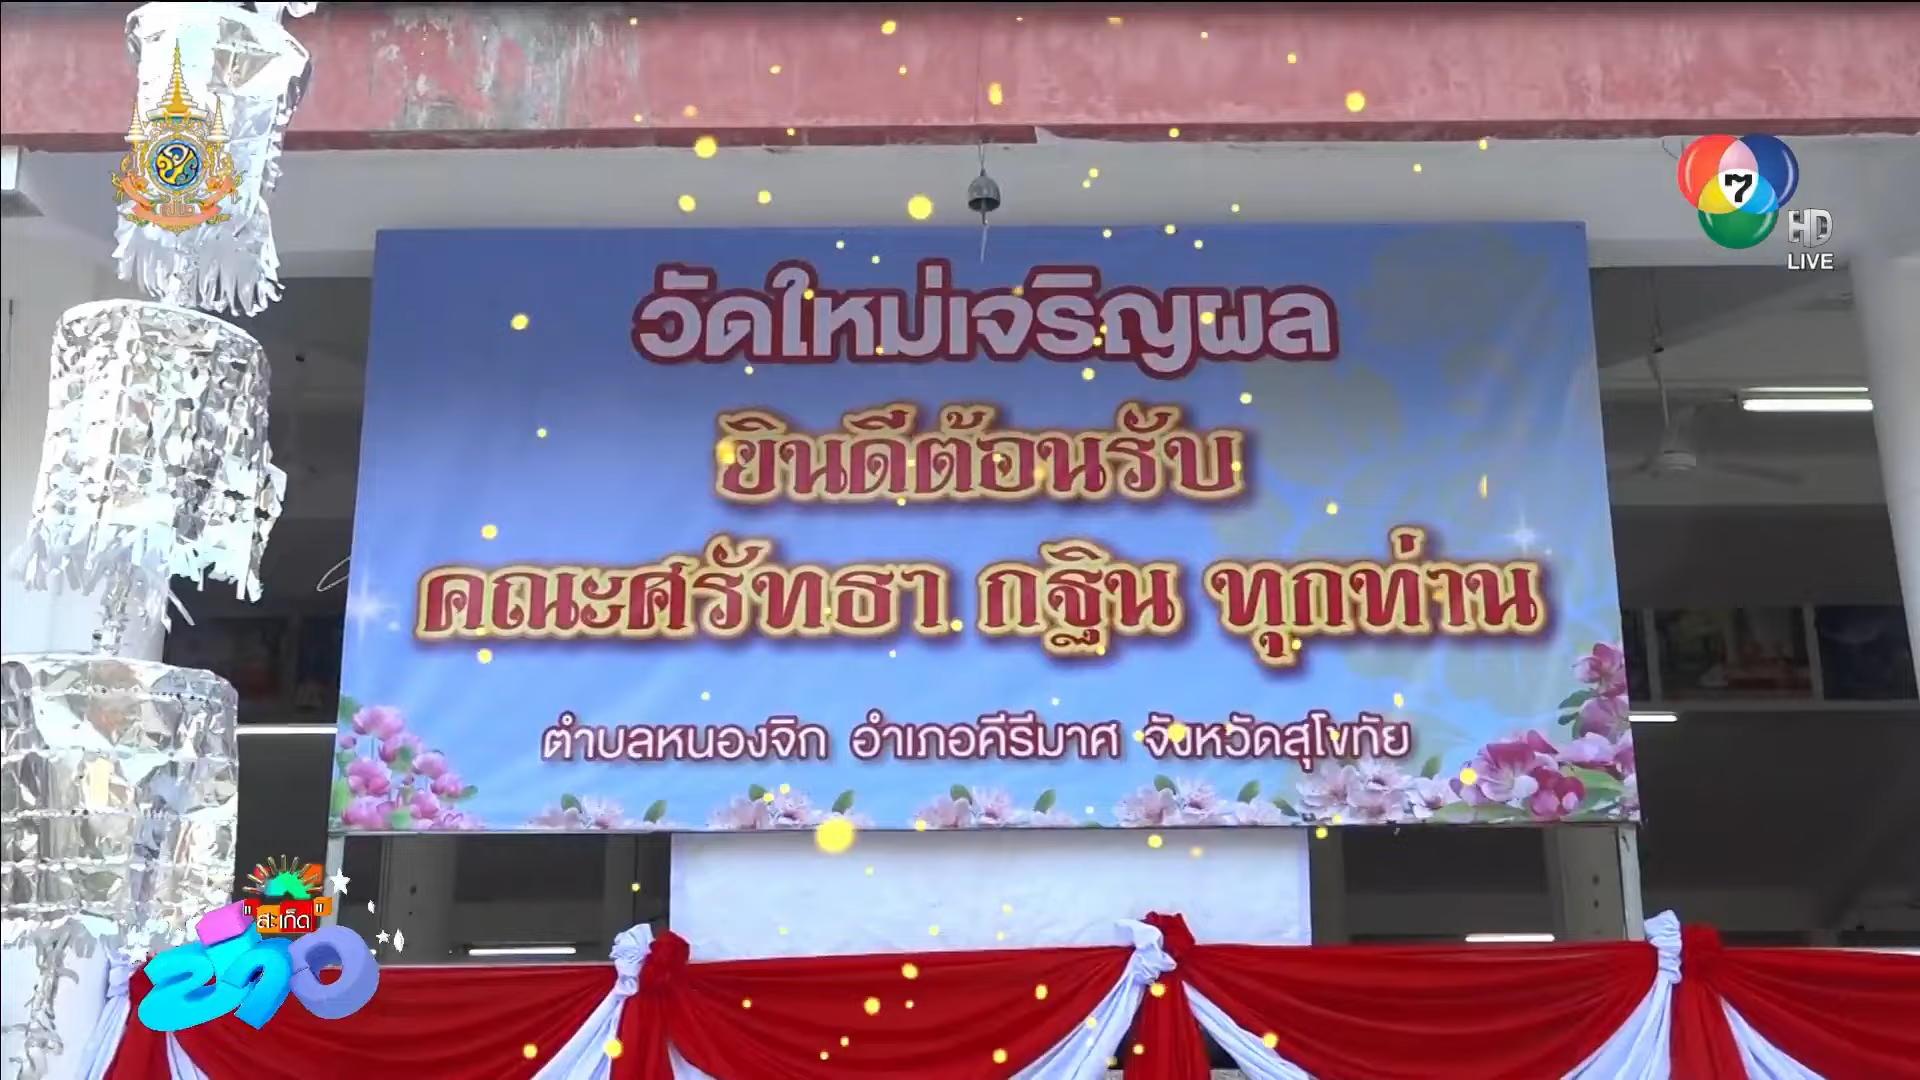 วัดใหม่เจริญผล
ยินดีต้อนรับ
คณะศรัทธา กฐิน ทุกท่าน
ตำบลหนองจิก อำเภอคีรีมาศ จังหวัดสุโขทัย
7
HD
LIVE
๗๒
"สะเก็ด"
ข่าว